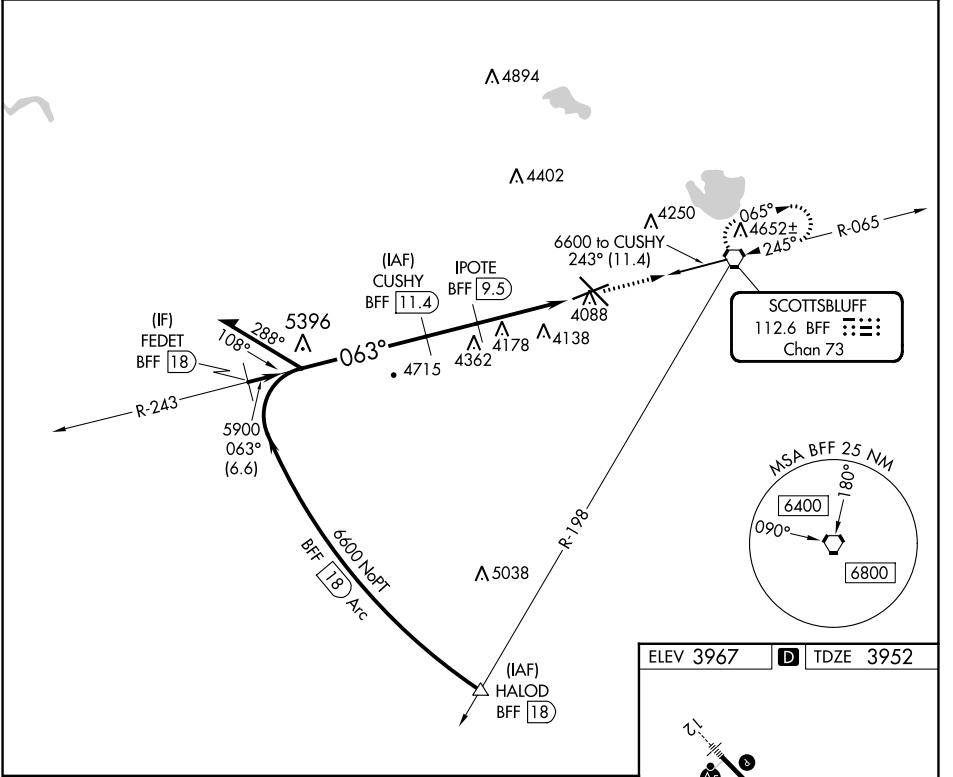 4894
4402
4250
065°
4652±
245°
R-065
6600 to CUSHY
243° (11.4)
(IAF)
CUSHY
BFF 11.4
IPOTE
BFF 9.5
4088
SCOTTSBLUFF
112.6 BFF
Chan 73
(IF)
FEDET
BFF 18
288°
108°
5396
063°
4715
4362
4178
4138
R-243
5900
063°
(6.6)
6600 NoPT
BFF 18 Arc
R-198
5038
MSA BFF 25 NM
180°
6400
090°
6800
(IAF)
HALOD
BFF 18
ELEV 3967 D TDZE 3952
12
P